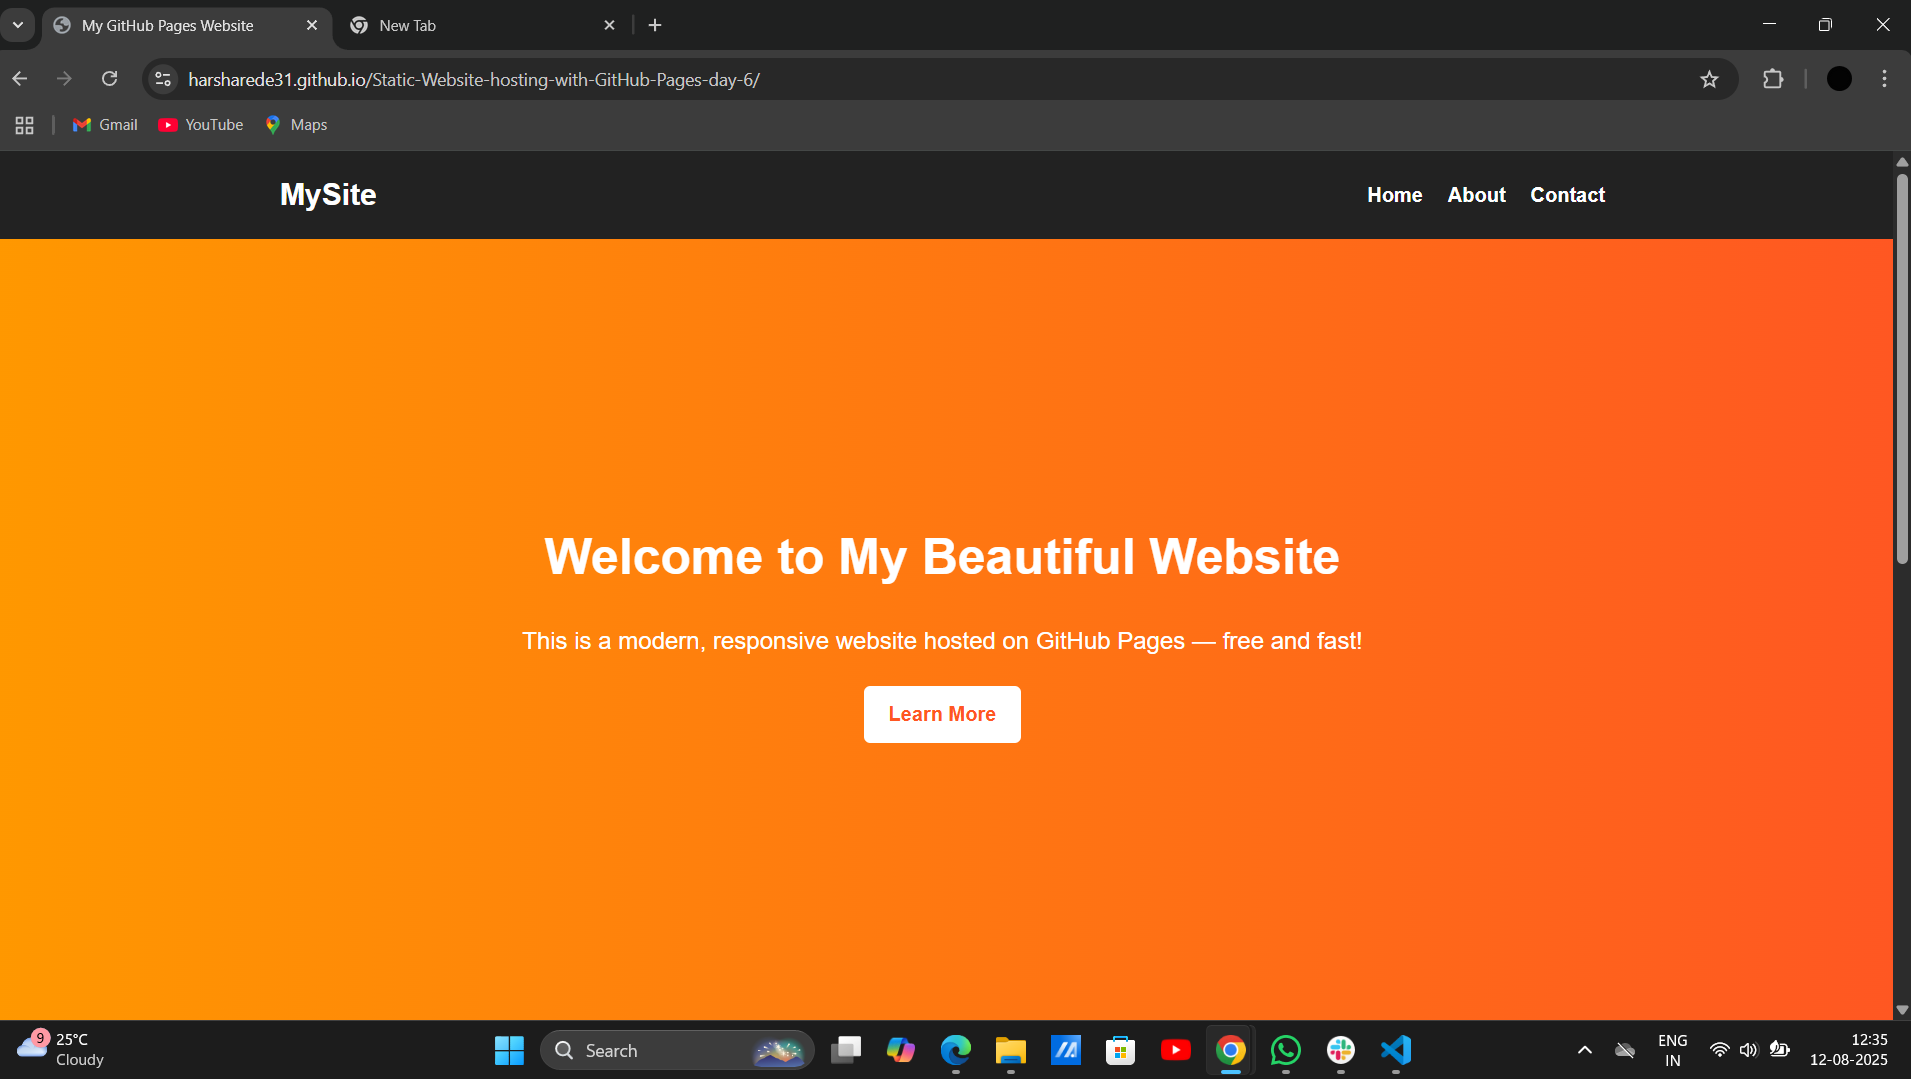 My GitHub Pages Website
New Tab
harsharede31.github.io/Static-Website-hosting-with-GitHub-Pages-day-6/
Gmail
YouTube
Maps
MySite
Home
About
Contact
Welcome to My Beautiful Website
This is a modern, responsive website hosted on GitHub Pages — free and fast!
Learn More
9
25°C
Cloudy
Search
ENG
IN
12:35
12-08-2025